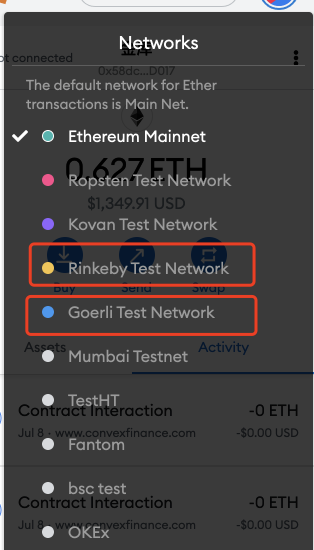 Networks
ot connected
0x58dc...D017
The default network for Ether
transactions is Main Net.
Ethereum Mainnet
0.627 ETH
Ropsten Test Network
$1,349.91 USD
Kovan Test Network
Rinkeby Test Network
Buy
Send
Swap
Goerli Test Network
Assets
Activity
Mumbai Testnet
TestHT
Contract Interaction
-0 ETH
Jul 8 · www.convexfinance.com
-$0.00 USD
Fantom
bsc test
Contract Interaction
-0 ETH
Jul 8 · www.convexfinance.com
-$0.00 USD
OKEx